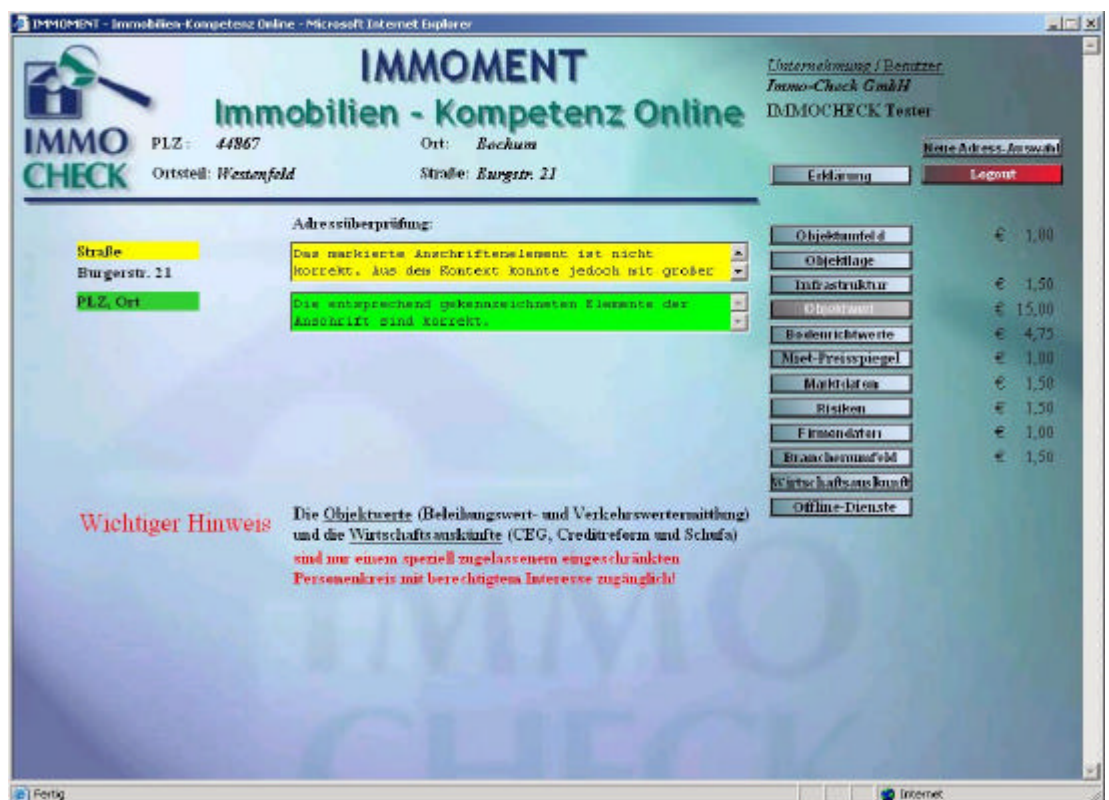 IMMOMENT - Immobilien-Kompetenz Online - Microsoft Internet Explorer
IMMOMENT
Immobilien - Kompetenz Online
IMMO
CHECK
Unternehmung / Benutzer
Immo-Check GmbH
IMMOCHECK Tester
PLZ: 44867
Ort: Bochum
Ortsteil: Westenfeld
Straße: Burgstr. 21
Neue Adress-Auswahl
Erklärung
Logout
Adressüberprüfung:
Straße
Burgerstr. 21
Das markierte Anschriftenelement ist nicht
korrekt. Aus dem Kontext konnte jedoch mit großer
PLZ, Ort
Die entsprechend gekennzeichneten Elemente der
Anschrift sind korrekt.
Objektumfeld € 1,00
Objektlage
Infrastruktur € 1,50
Objektwert € 15,00
Bodenrichtwerte € 4,75
Miet-Preisspiegel € 1,00
Marktdaten € 1,50
Risiken € 1,50
Firmendaten € 1,00
Branchenumfeld € 1,50
Wirtschaftsauskunft
Offline-Dienste
Wichtiger Hinweis
Die Objektwerte (Beleihungswert- und Verkehrswertermittlung)
und die Wirtschaftsauskünfte (CEG, Creditreform und Schufa)
sind nur einem speziell zugelassenem eingeschränkten
Personenkreis mit berechtigtem Interesse zugänglich!
IMMO
CHECK
Fertig
Internet